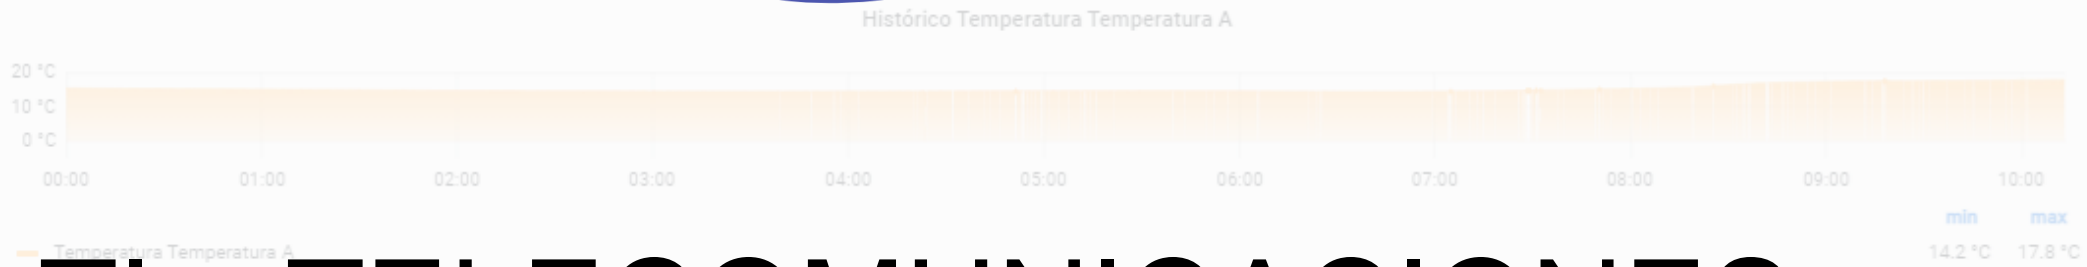 Histórico Temperatura Temperatura A
20 °C
10 °C
0 °C
00:00 01:00 02:00 03:00 04:00 05:00 06:00 07:00 08:00 09:00 10:00
min max
Temperatura Temperatura A 14.2 °C 17.8 °C
TELECOMUNICACIONES